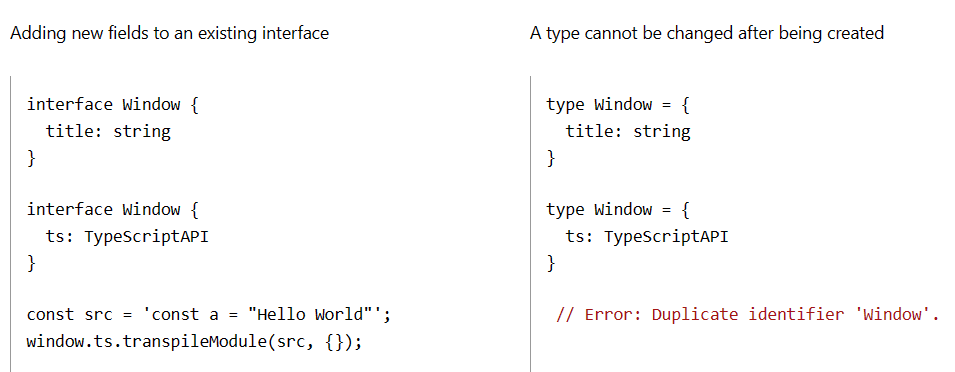 Adding new fields to an existing interface
interface Window {
  title: string
}
interface Window {
  ts: TypeScriptAPI
}
const src = 'const a = "Hello World"';
window.ts.transpileModule(src, {});
A type cannot be changed after being created
type Window = {
  title: string
}
type Window = {
  ts: TypeScriptAPI
}
// Error: Duplicate identifier 'Window'.